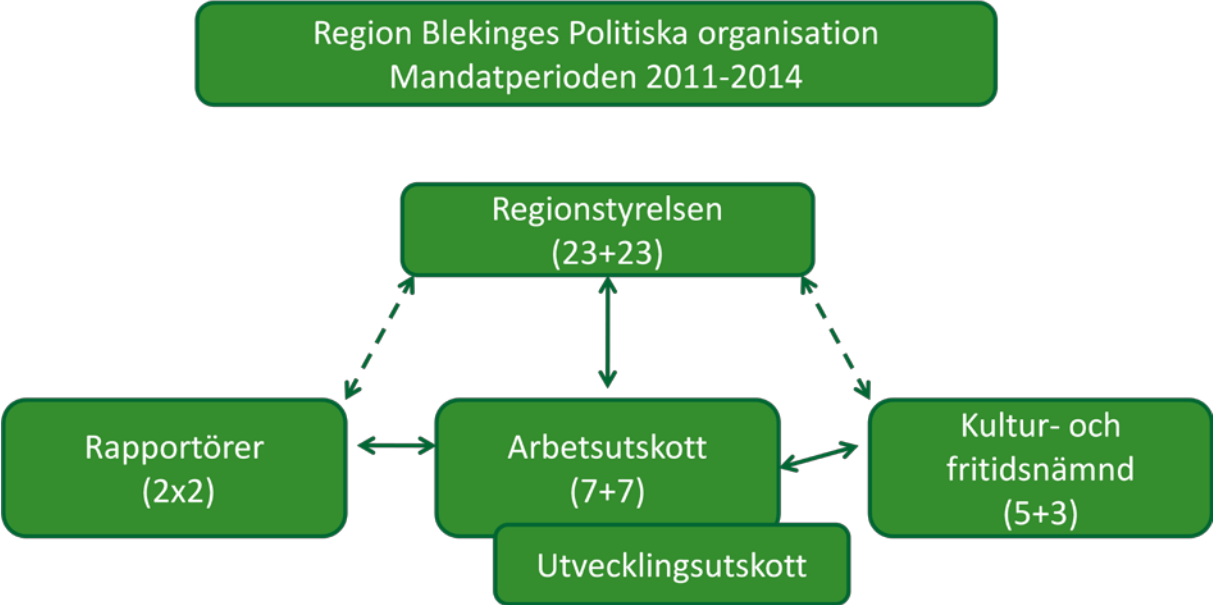 Region Blekinges Politiska organisation
Mandatperioden 2011-2014
Regionstyrelsen
(23+23)
Rapportörer
(2x2)
Arbetsutskott
(7+7)
Kultur- och
fritidsnämnd
(5+3)
Utvecklingsutskott